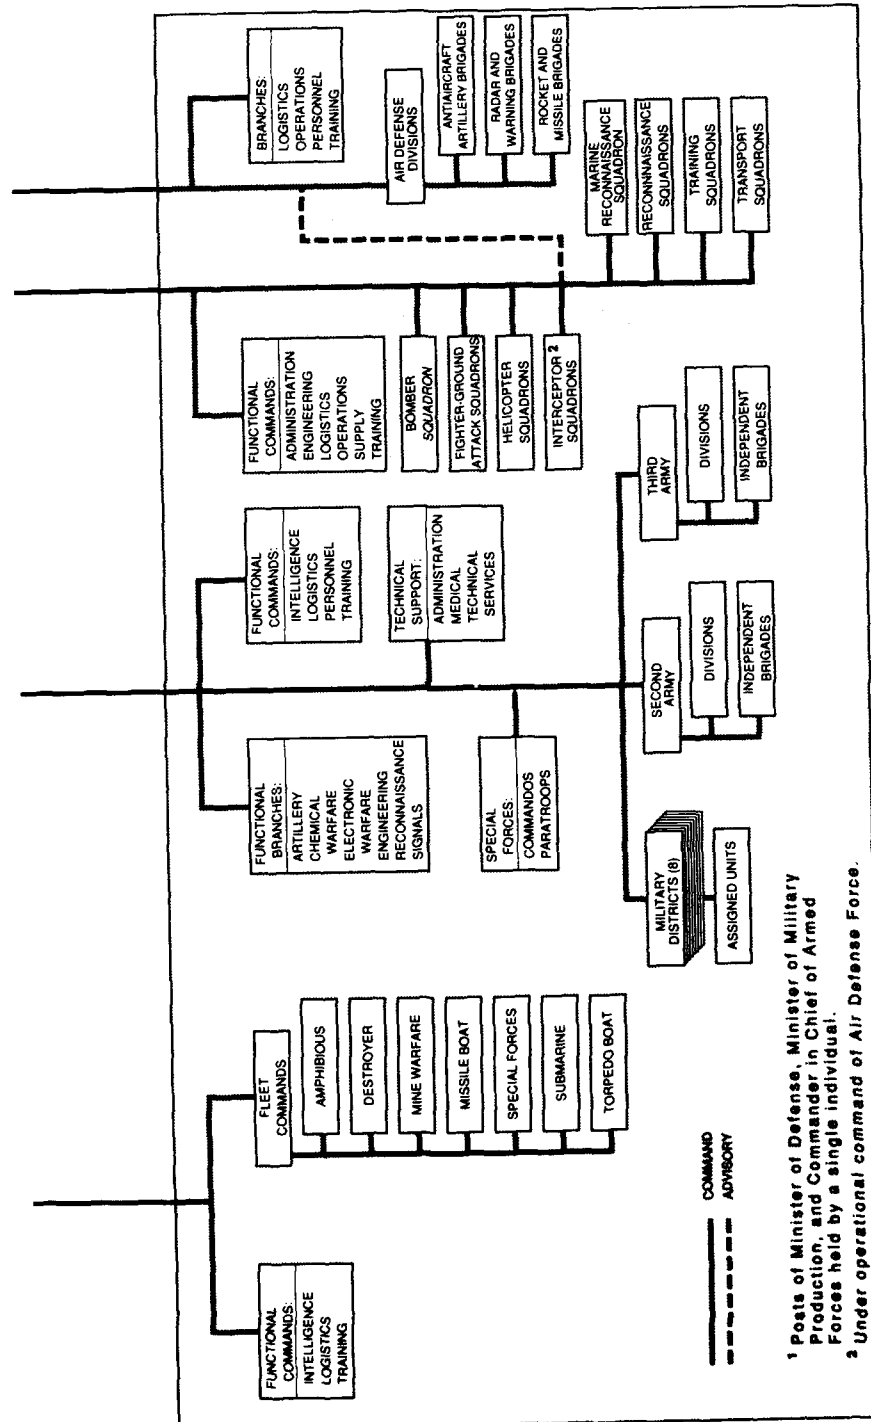 FUNCTIONAL
COMMANDS:
INTELLIGENCE
LOGISTICS
TRAINING
FLEET
COMMANDS
AMPHIBIOUS
DESTROYER
MINE WARFARE
MISSILE BOAT
SPECIAL FORCES
SUBMARINE
TORPEDO BOAT
FUNCTIONAL
BRANCHES:
ARTILLERY
CHEMICAL
WARFARE
ELECTRONIC
WARFARE
ENGINEERING
RECONNAISSANCE
SIGNALS
FUNCTIONAL
COMMANDS:
INTELLIGENCE
LOGISTICS
PERSONNEL
TRAINING
TECHNICAL
SUPPORT:
ADMINISTRATION
MEDICAL
TECHNICAL
SERVICES
SPECIAL
FORCES:
COMMANDOS
PARATROOPS
MILITARY
DISTRICTS (8)
ASSIGNED UNITS
SECOND
ARMY
DIVISIONS
INDEPENDENT
BRIGADES
THIRD
ARMY
DIVISIONS
INDEPENDENT
BRIGADES
FUNCTIONAL
COMMANDS:
ADMINISTRATION
ENGINEERING
LOGISTICS
OPERATIONS
SUPPLY
TRAINING
BOMBER
SQUADRON
FIGHTER-GROUND
ATTACK SQUADRONS
HELICOPTER
SQUADRONS
INTERCEPTOR 2
SQUADRONS
MARINE
RECONNAISSANCE
SQUADRON
RECONNNAISSANCE
SQUADRONS
TRAINING
SQUADRONS
TRANSPORT
SQUADRONS
BRANCHES:
LOGISTICS
OPERATIONS
PERSONNEL
TRAINING
AIR DEFENSE
DIVISIONS
ANTIAIRCRAFT
ARTILLERY BRIGADES
RADAR AND
WARNING BRIGADES
ROCKET AND
MISSILE BRIGADES
COMMAND
ADVISORY
1 Posts of Minister of Defense, Minister of Military
Production, and Commander in Chief of Armed
Forces held by a single individual.
2 Under operational command of Air Defense Force.